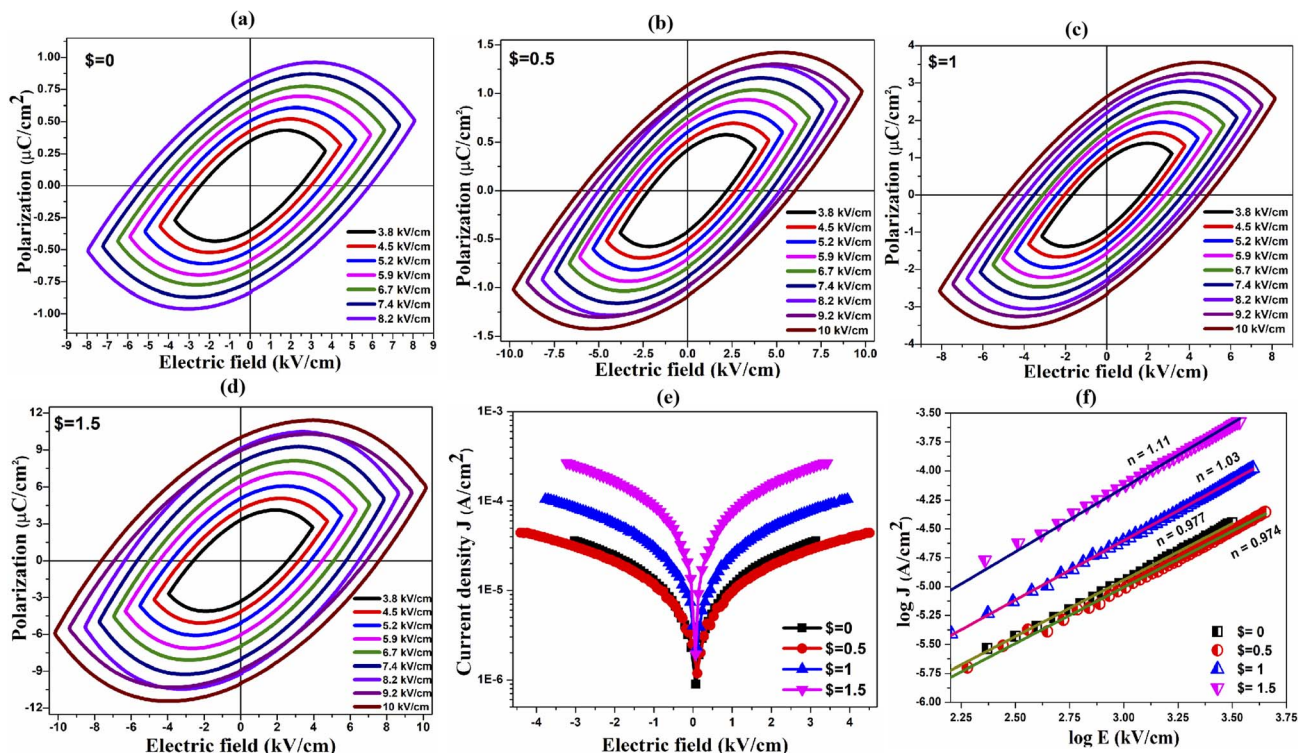 (a)
$=0
Polarization (μC/cm²)
1.00
0.75
0.50
0.25
0.00
-0.25
-0.50
-0.75
-1.00
3.8 kV/cm
4.5 kV/cm
5.2 kV/cm
5.9 kV/cm
6.7 kV/cm
7.4 kV/cm
8.2 kV/cm
-9 -8 -7 -6 -5 -4 -3 -2 -1 0 1 2 3 4 5 6 7 8 9
Electric field (kV/cm)
(b)
$=0.5
Polarization (μC/cm²)
1.5
1.0
0.5
0.0
-0.5
-1.0
-1.5
3.8 kV/cm
4.5 kV/cm
5.2 kV/cm
5.9 kV/cm
6.7 kV/cm
7.4 kV/cm
8.2 kV/cm
9.2 kV/cm
10 kV/cm
-10.0 -7.5 -5.0 -2.5 0.0 2.5 5.0 7.5 10.0
Electric field (kV/cm)
(c)
$=1
Polarization (μC/cm²)
4
3
2
1
0
-1
-2
-3
-4
3.8 kV/cm
4.5 kV/cm
5.2 kV/cm
5.9 kV/cm
6.7 kV/cm
7.4 kV/cm
8.2 kV/cm
9.2 kV/cm
10 kV/cm
-8 -6 -4 -2 0 2 4 6 8
Electric field (kV/cm)
(d)
$=1.5
Polarization (μC/cm²)
12
9
6
3
0
-3
-6
-9
-12
3.8 kV/cm
4.5 kV/cm
5.2 kV/cm
5.9 kV/cm
6.7 kV/cm
7.4 kV/cm
8.2 kV/cm
9.2 kV/cm
10 kV/cm
-10 -8 -6 -4 -2 0 2 4 6 8 10
Electric field (kV/cm)
(e)
Current density J (A/cm²)
1E-3
1E-4
1E-5
1E-6
$=0
$=0.5
$=1
$=1.5
-4 -3 -2 -1 0 1 2 3 4
Electric field (kV/cm)
(f)
log J (A/cm²)
-3.50
-3.75
-4.00
-4.25
-4.50
-4.75
-5.00
-5.25
-5.50
-5.75
-6.00
n = 1.11
n = 1.03
n = 0.977
n = 0.974
$= 0
$=0.5
$= 1
$= 1.5
2.25 2.50 2.75 3.00 3.25 3.50 3.75
log E (kV/cm)